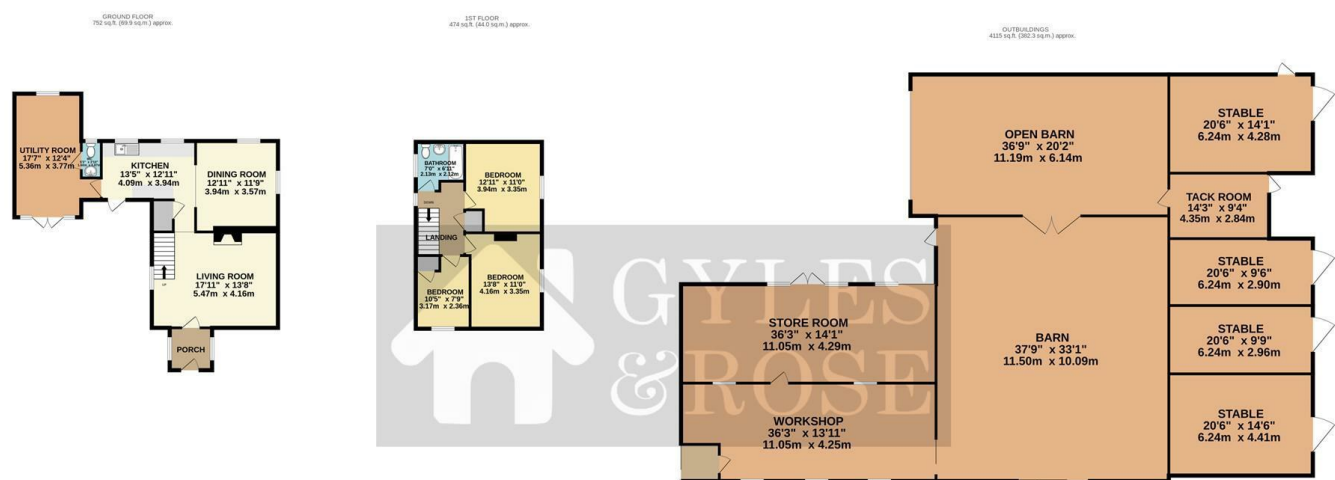 GROUND FLOOR
752 sq.ft. (69.9 sq.m.) approx.
1ST FLOOR
474 sq.ft. (44.0 sq.m.) approx.
OUTBUILDINGS
4115 sq.ft. (382.3 sq.m.) approx.
UTILITY ROOM
17'7" x 12'4"
5.36m x 3.77m
KITCHEN
13'5" x 12'11"
4.09m x 3.94m
DINING ROOM
12'11" x 11'9"
3.94m x 3.57m
LIVING ROOM
17'11" x 13'8"
5.47m x 4.16m
UP
PORCH
BATHROOM
7'0" x 6'11"
2.13m x 2.12m
BEDROOM
12'11" x 11'0"
3.94m x 3.35m
DOWN
LANDING
BEDROOM
13'8" x 11'0"
4.16m x 3.35m
BEDROOM
10'5" x 7'9"
3.17m x 2.36m
OPEN BARN
36'9" x 20'2"
11.19m x 6.14m
STABLE
20'6" x 14'1"
6.24m x 4.28m
TACK ROOM
14'3" x 9'4"
4.35m x 2.84m
STABLE
20'6" x 9'6"
6.24m x 2.90m
STORE ROOM
36'3" x 14'1"
11.05m x 4.29m
BARN
37'9" x 33'1"
11.50m x 10.09m
STABLE
20'6" x 9'9"
6.24m x 2.96m
WORKSHOP
36'3" x 13'11"
11.05m x 4.25m
STABLE
20'6" x 14'6"
6.24m x 4.41m
GYLES
&ROSE